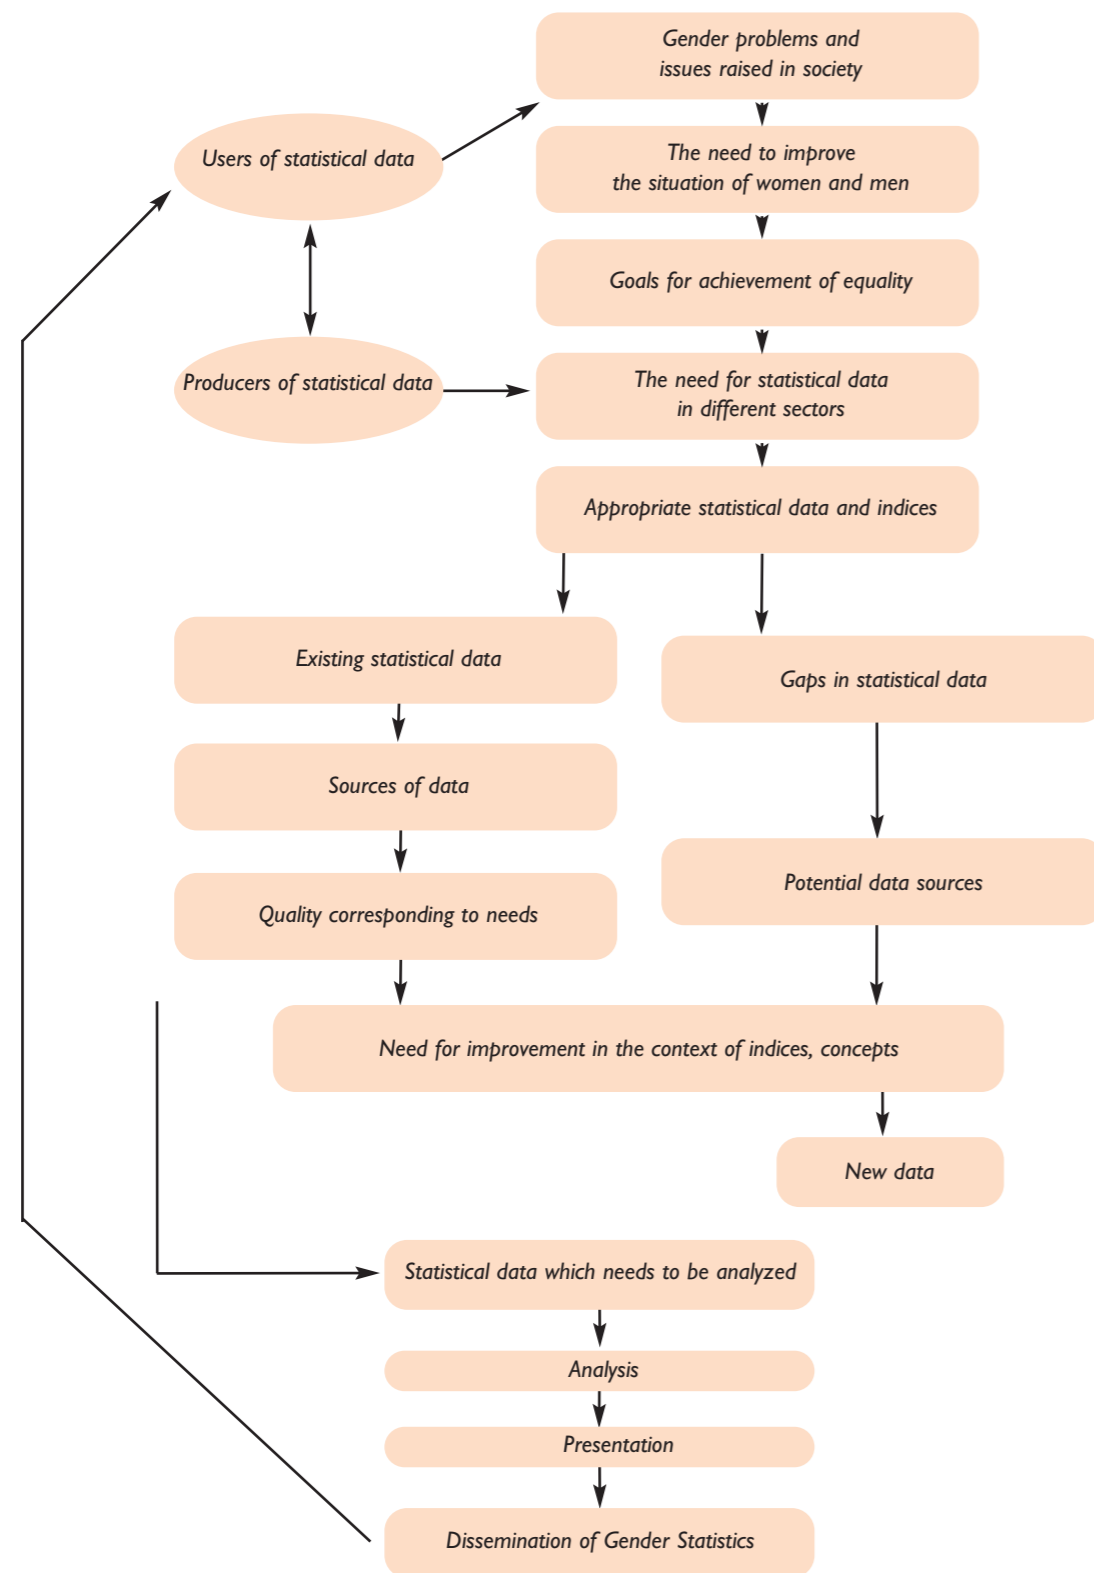 Gender problems and
issues raised in society
Users of statistical data
The need to improve
the situation of women and men
Goals for achievement of equality
Producers of statistical data
The need for statistical data
in different sectors
Appropriate statistical data and indices
Existing statistical data
Gaps in statistical data
Sources of data
Potential data sources
Quality corresponding to needs
Need for improvement in the context of indices, concepts
New data
Statistical data which needs to be analyzed
Analysis
Presentation
Dissemination of Gender Statistics